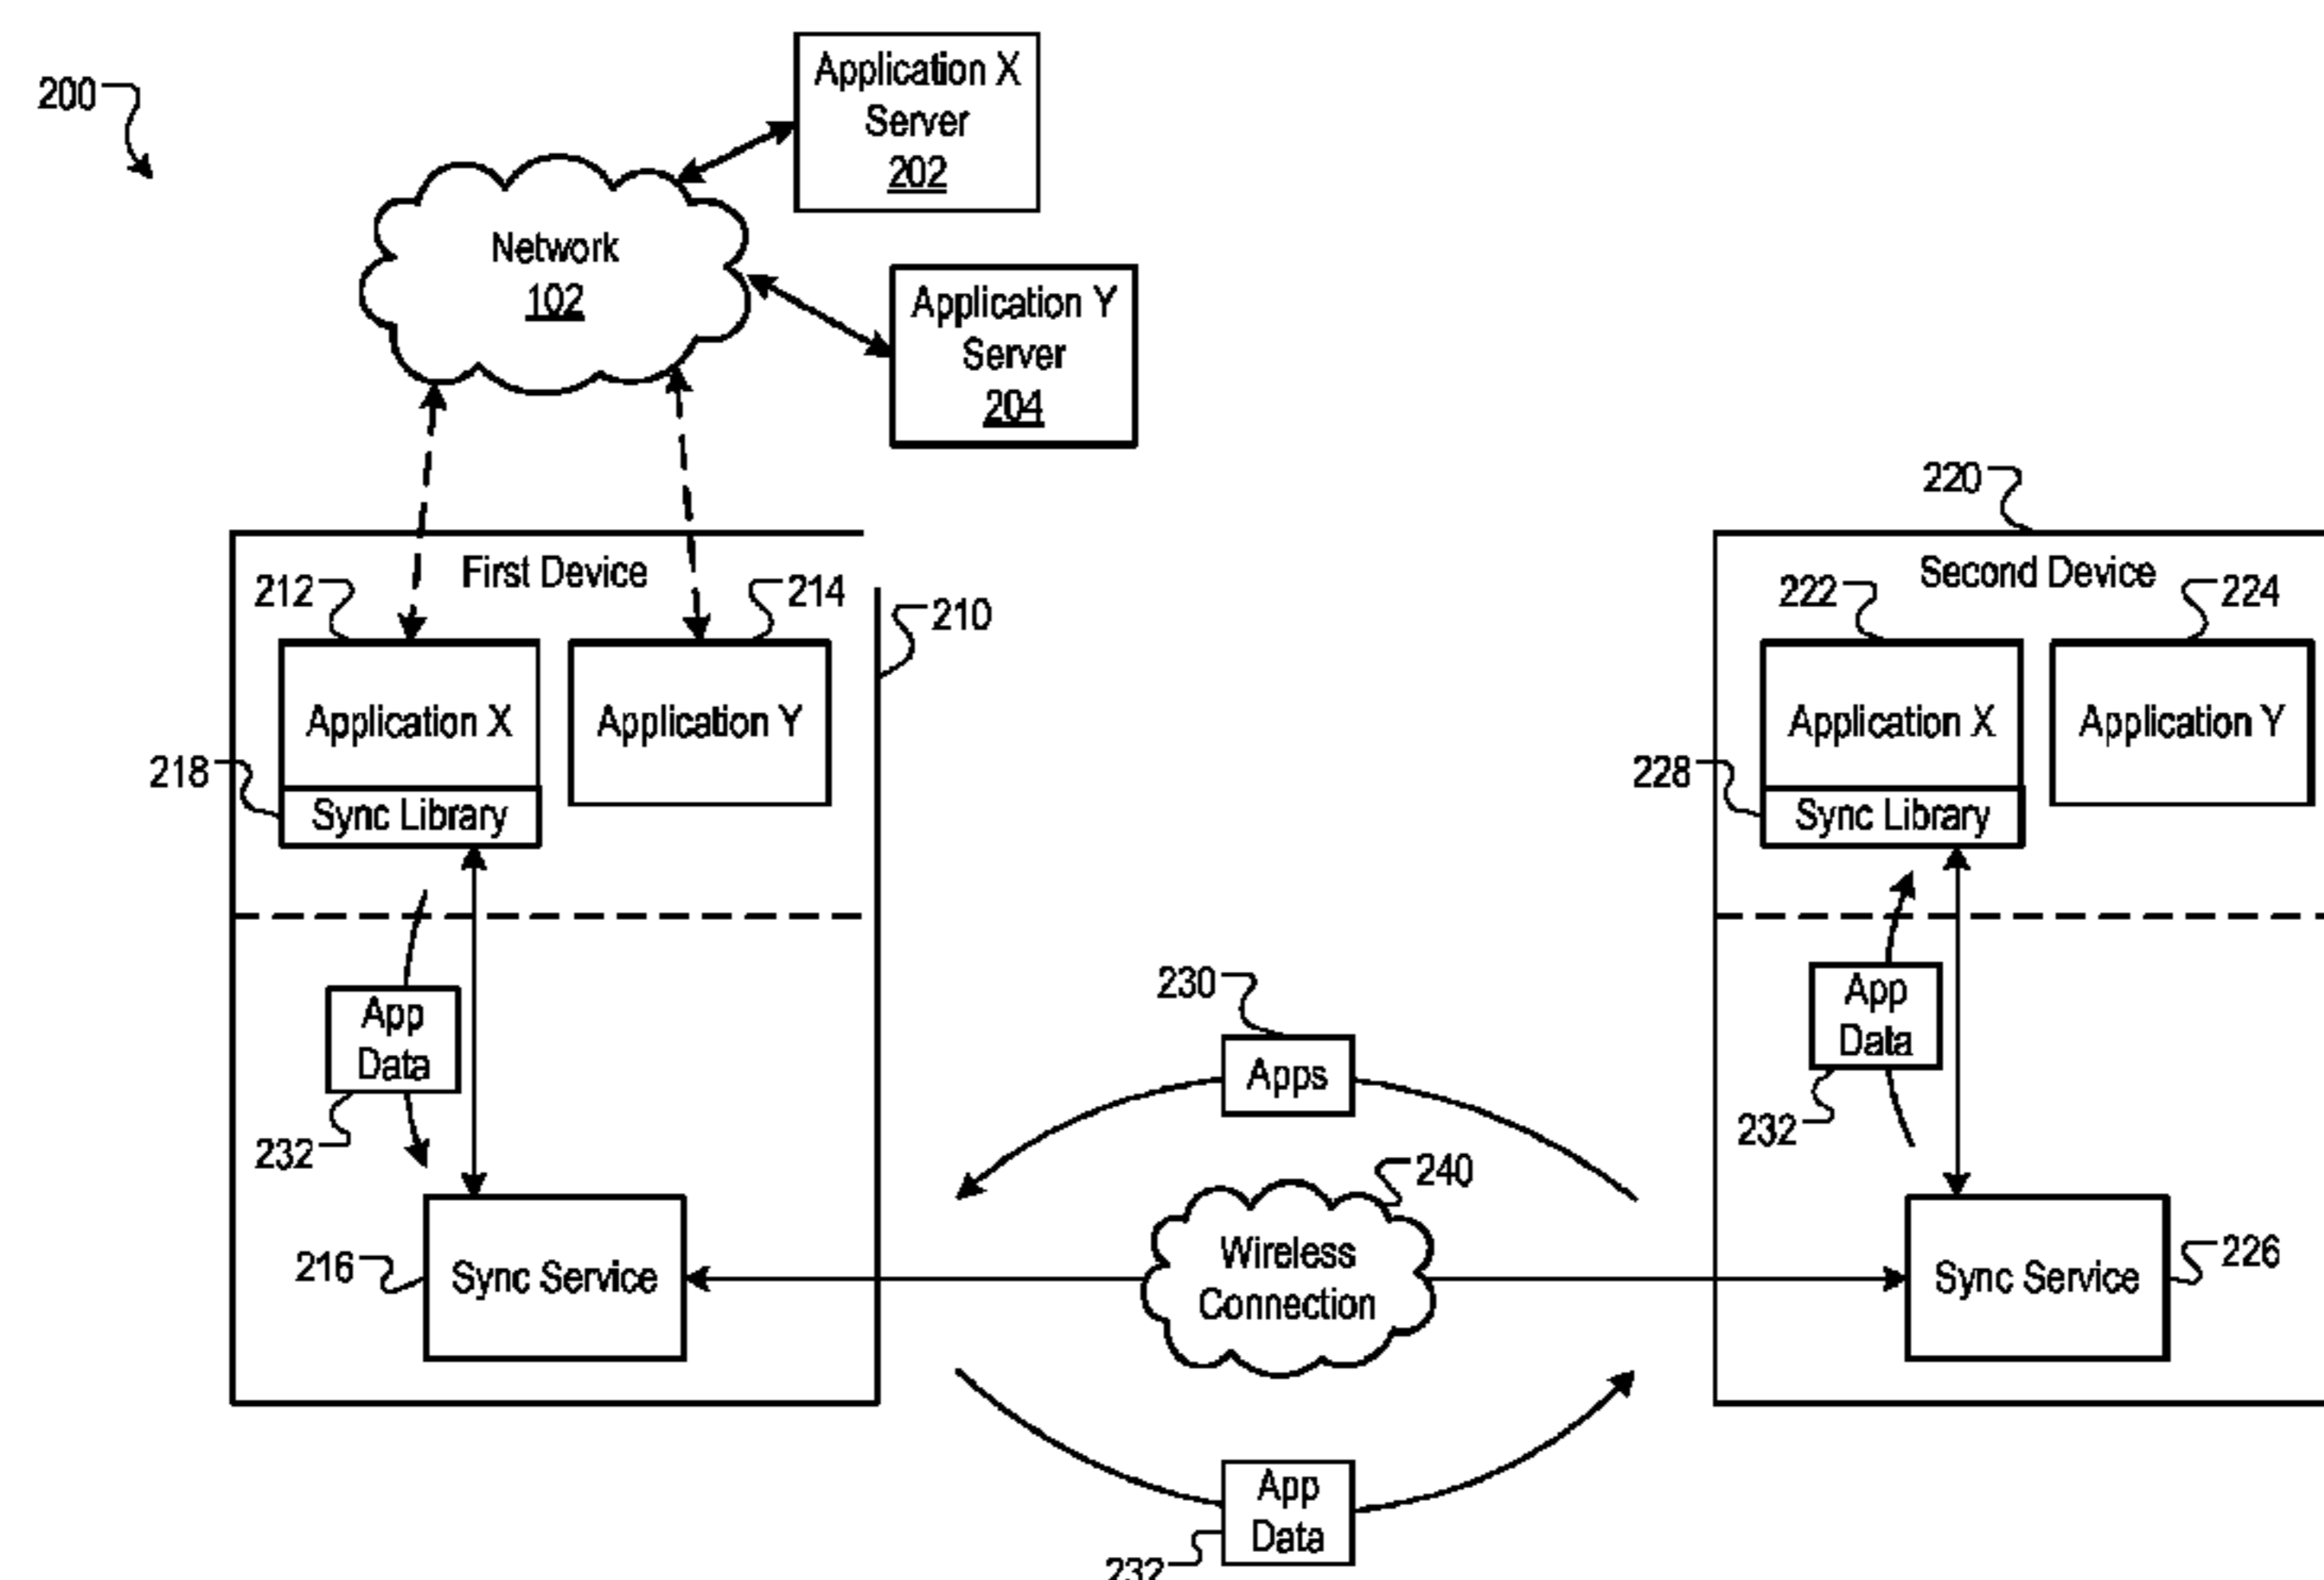 200
Application X
Server
202
Network
102
Application Y
Server
204
220
First Device
212
214
210
Application X
Application Y
218
Sync Library
Second Device
222
224
Application X
Application Y
228
Sync Library
App
Data
232
216
Sync Service
230
Apps
240
Wireless
Connection
App
Data
232
App
Data
232
Sync Service
226